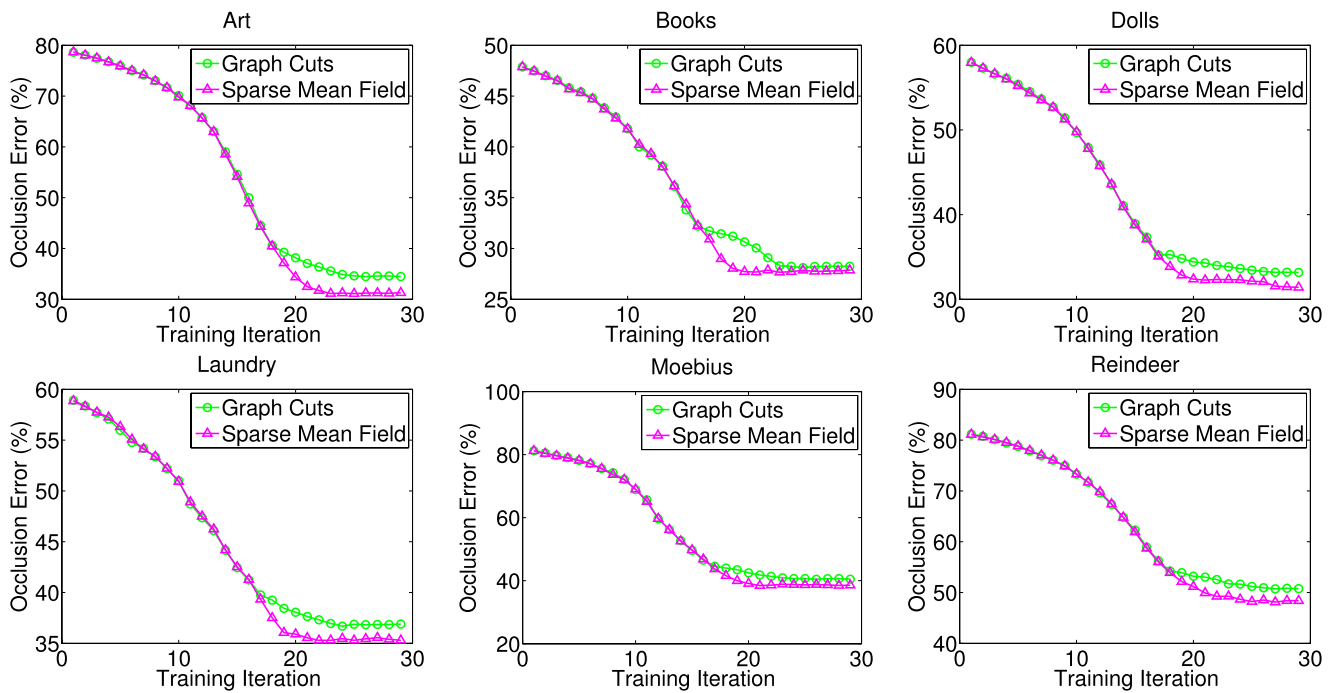 Art
80
70
60
50
40
30
0
10
20
30
Occlusion Error (%)
Training Iteration
Graph Cuts
Sparse Mean Field
Books
50
45
40
35
30
25
0
10
20
30
Occlusion Error (%)
Training Iteration
Graph Cuts
Sparse Mean Field
Dolls
60
50
40
30
0
10
20
30
Occlusion Error (%)
Training Iteration
Graph Cuts
Sparse Mean Field
Laundry
60
55
50
45
40
35
0
10
20
30
Occlusion Error (%)
Training Iteration
Graph Cuts
Sparse Mean Field
Moebius
100
80
60
40
20
0
10
20
30
Occlusion Error (%)
Training Iteration
Graph Cuts
Sparse Mean Field
Reindeer
90
80
70
60
50
40
0
10
20
30
Occlusion Error (%)
Training Iteration
Graph Cuts
Sparse Mean Field